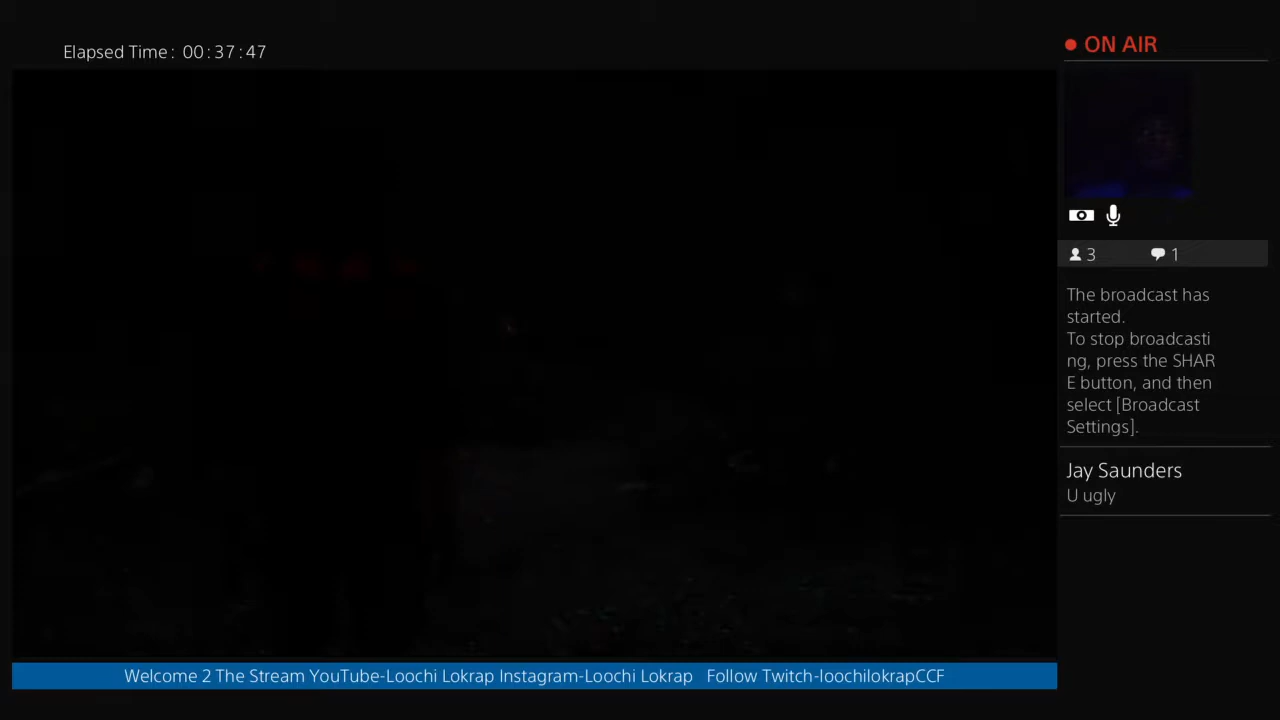 Elapsed Time: 00:37:47
ON AIR
3 1
The broadcast has
started.
To stop broadcasti
ng, press the SHAR
E button, and then
select [Broadcast
Settings].
Jay Saunders
U ugly
Welcome 2 The Stream YouTube-Loochi Lokrap Instagram-Loochi Lokrap Follow Twitch-loochilokrapCCF